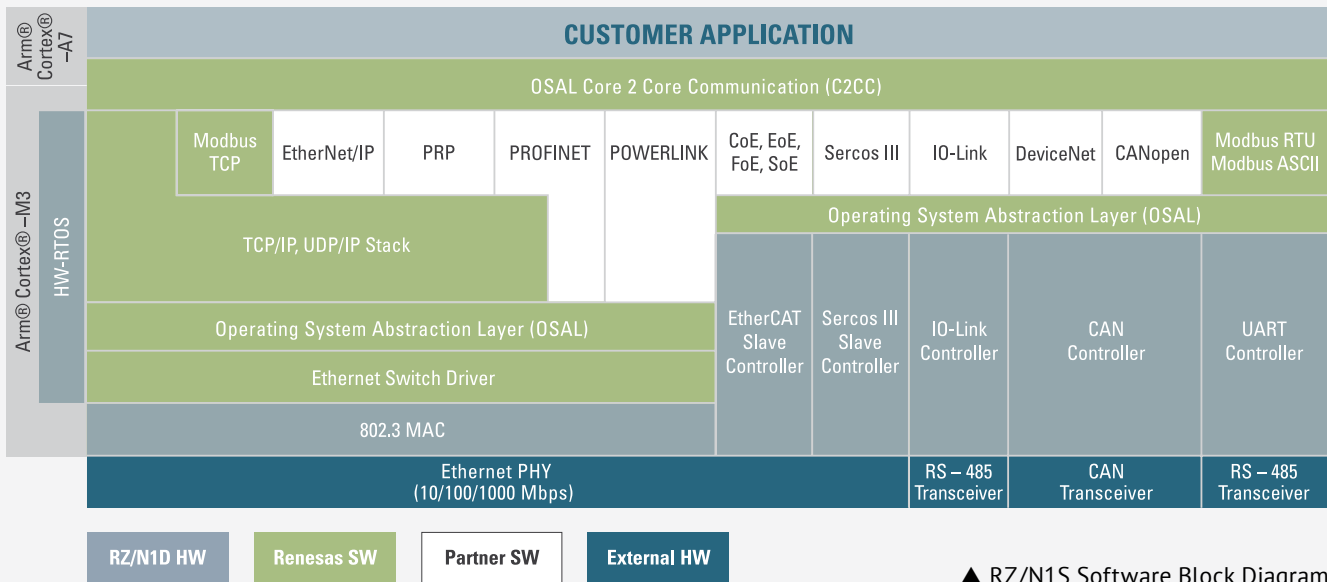 Arm®
Cortex®
–A7
CUSTOMER APPLICATION
OSAL Core 2 Core Communication (C2CC)
Arm® Cortex® –M3
HW-RTOS
Modbus
TCP
EtherNet/IP
PRP
PROFINET
POWERLINK
CoE, EoE,
FoE, SoE
Sercos III
IO-Link
DeviceNet
CANopen
Modbus RTU
Modbus ASCII
TCP/IP, UDP/IP Stack
Operating System Abstraction Layer (OSAL)
Operating System Abstraction Layer (OSAL)
Ethernet Switch Driver
802.3 MAC
EtherCAT
Slave
Controller
Sercos III
Slave
Controller
IO-Link
Controller
CAN
Controller
UART
Controller
Ethernet PHY
(10/100/1000 Mbps)
RS – 485
Transceiver
CAN
Transceiver
RS – 485
Transceiver
RZ/N1D HW
Renesas SW
Partner SW
External HW
▲ RZ/N1S Software Block Diagram